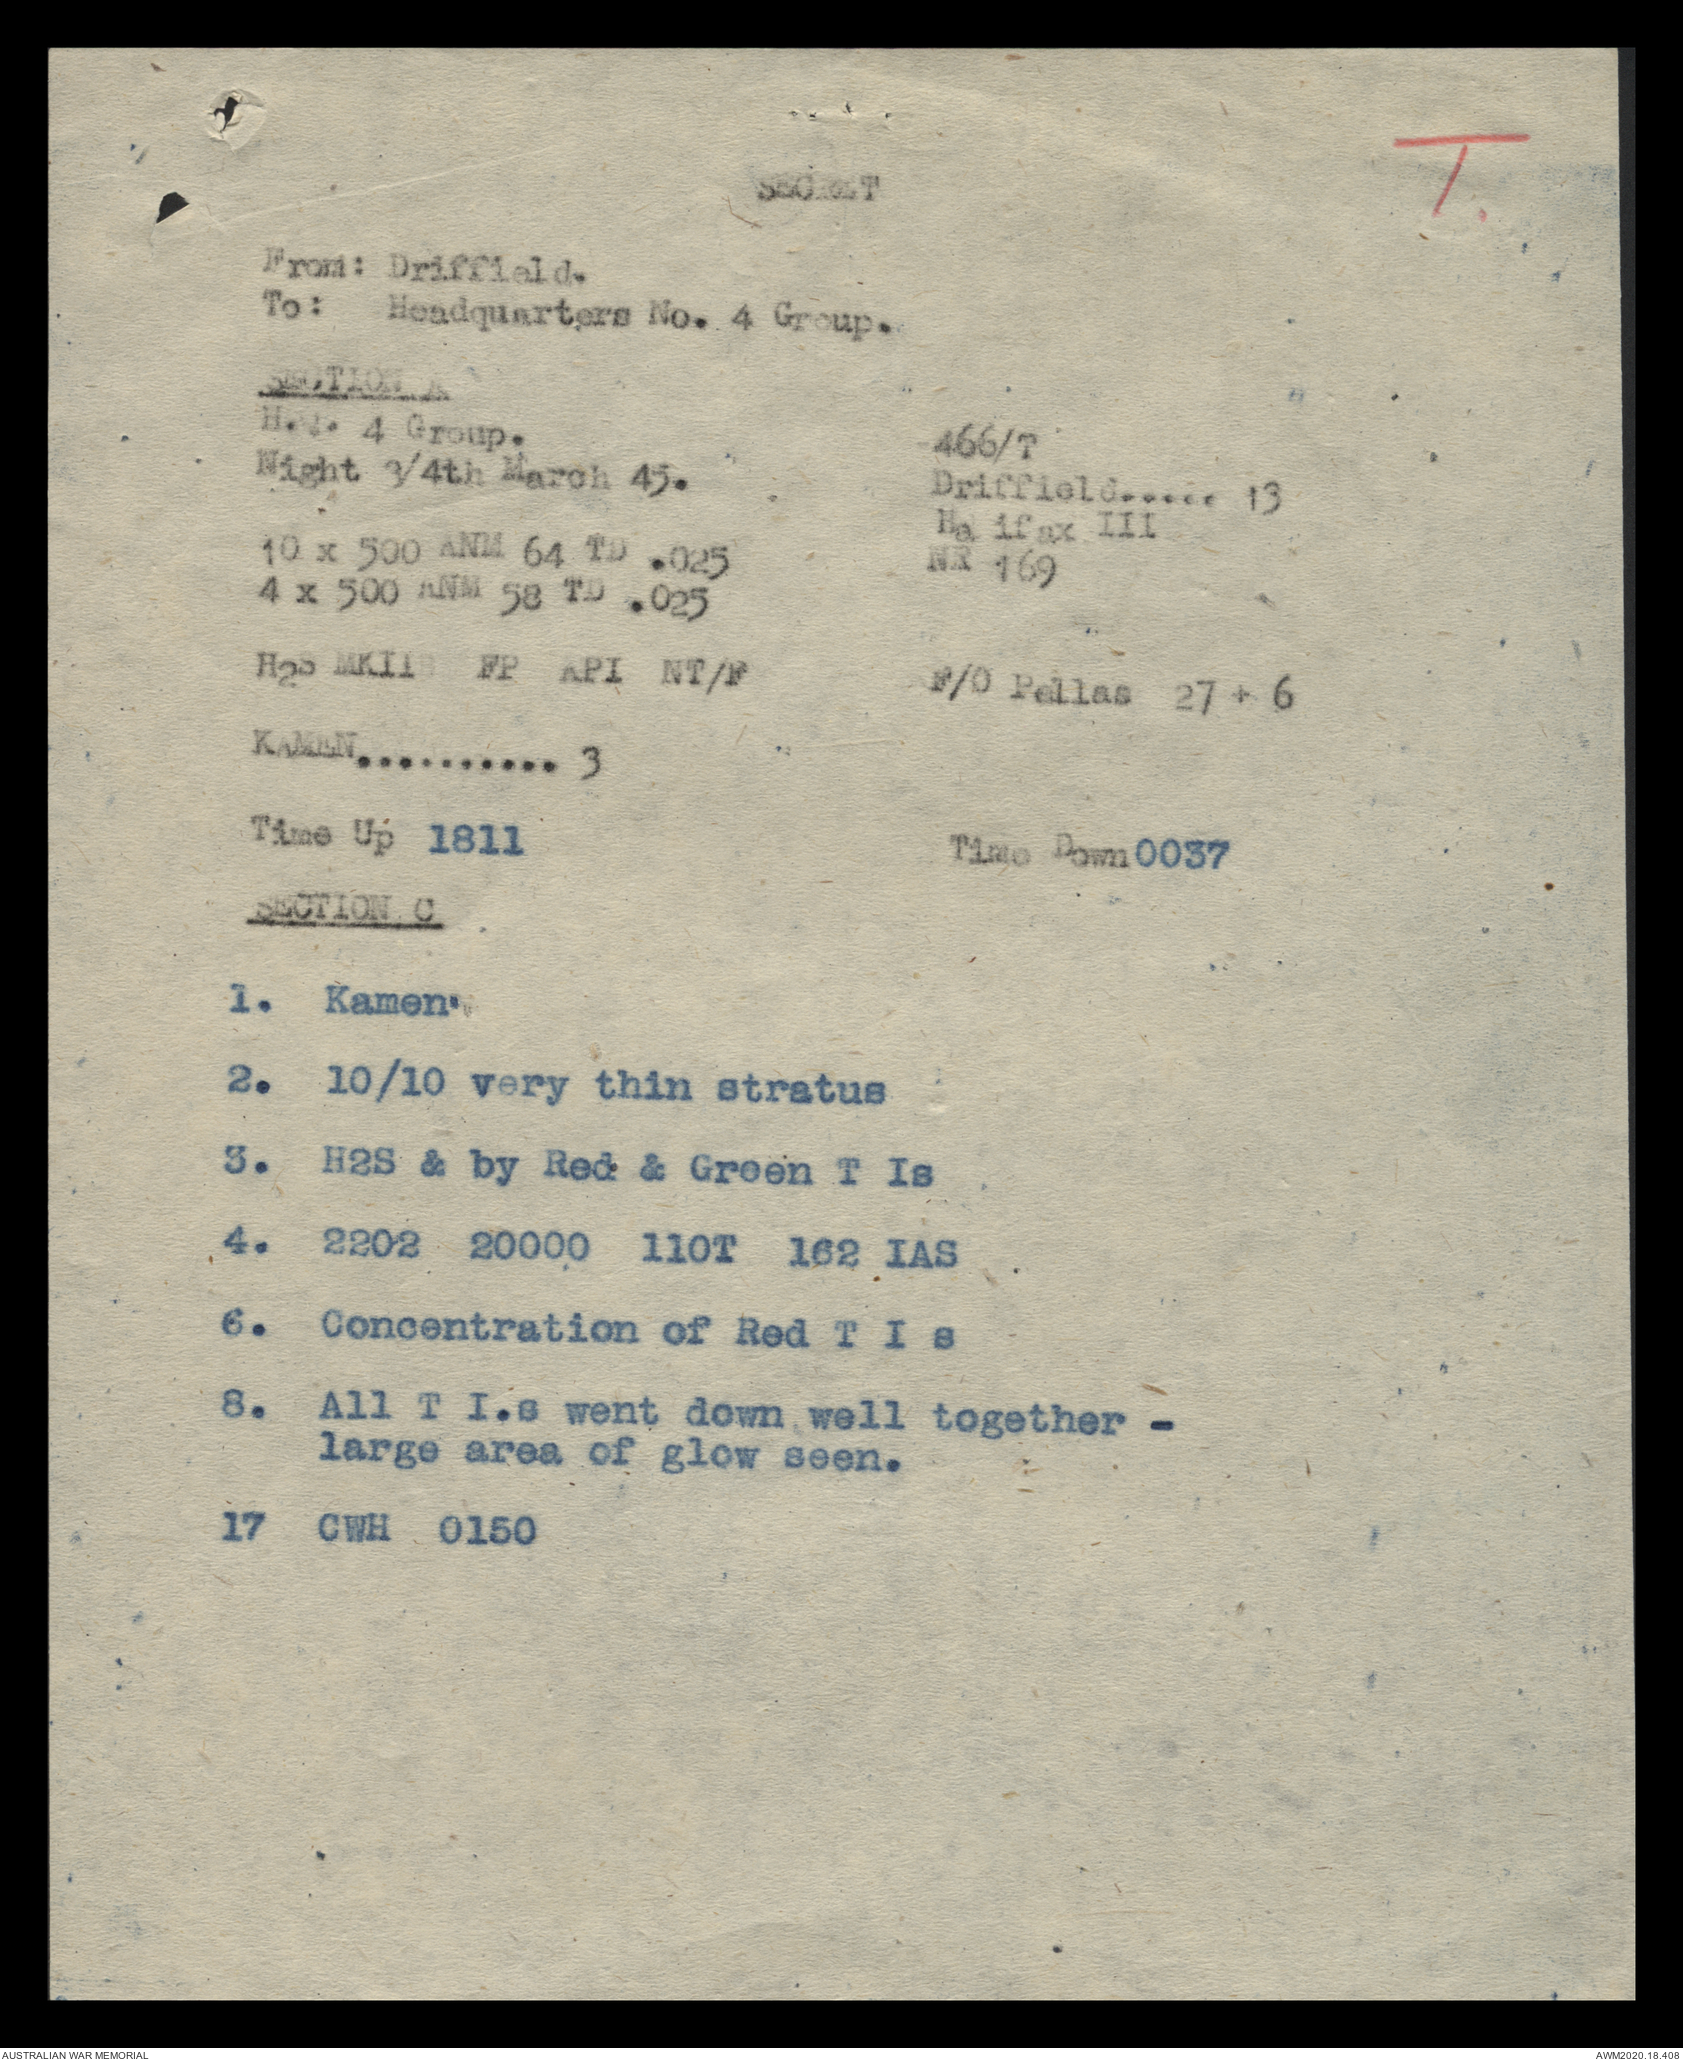 T.
SECRET
From: Driffield.
To: Headquarters No. 4 Group.
SECTION A
H.Q. 4 Group.
Night 3/4th March 45.
466/T
Driffield..... 13
Ha ifax III
NR 169
10 x 500 ANM 64 TD .025
4 x 500 ANM 58 TD .025
H2S MKII FP API NT/F
F/O Pallas 27 + 6
KAMEN........... 3
Time Up 1811
Time Down 0037
SECTION C
1. Kamen
2. 10/10 very thin stratus
3. H2S & by Red & Green T Is
4. 2202 20000 110T 162 IAS
6. Concentration of Red T I s
8. All T I.s went down well together -
large area of glow seen.
17 CWH 0150
AUSTRALIAN WAR MEMORIAL
AWM2020.18.408